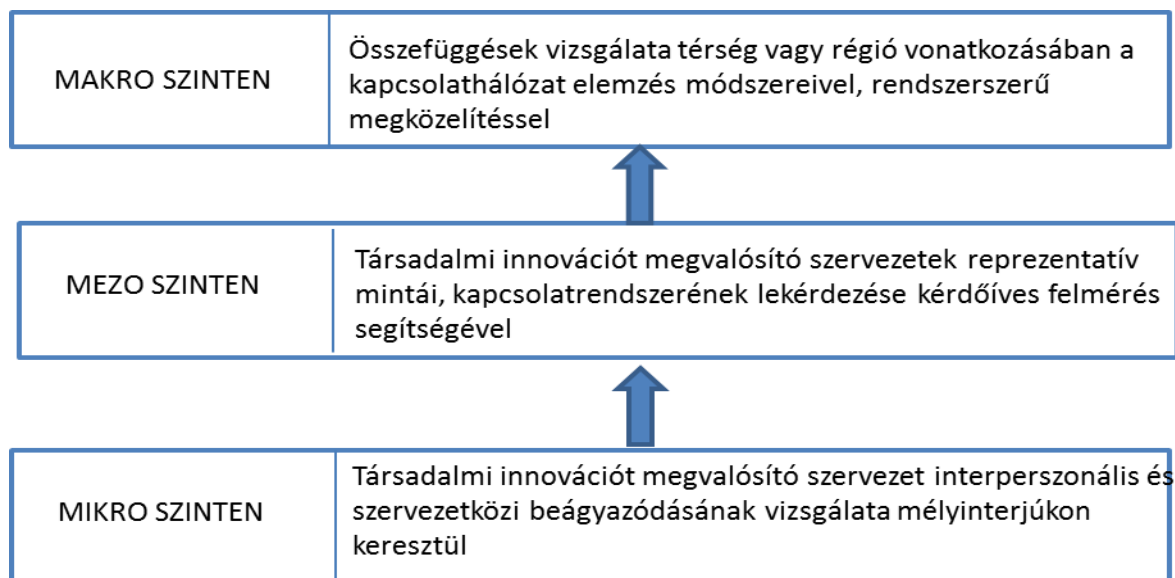 MAKRO SZINTEN
Összefüggések vizsgálata térség vagy régió vonatkozásában a
kapcsolathálózat elemzés módszereivel, rendszerszerű
megközelítéssel
MEZO SZINTEN
Társadalmi innovációt megvalósító szervezetek reprezentatív
mintái, kapcsolatrendszerének lekérdezése kérdőíves felmérés
segítségével
MIKRO SZINTEN
Társadalmi innovációt megvalósító szervezet interperszonális és
szervezetközi beágyazódásának vizsgálata mélyinterjúkon
keresztül